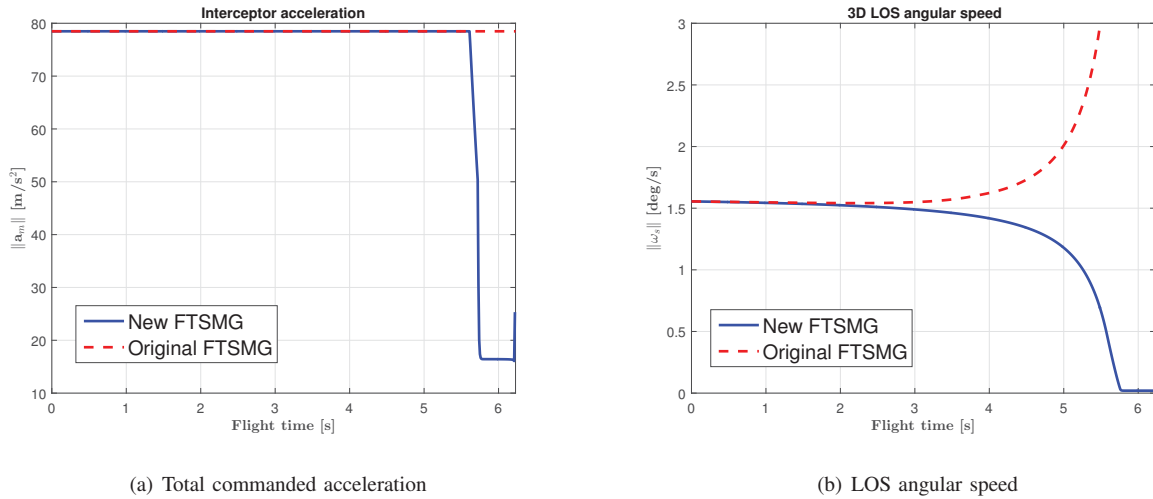 Interceptor acceleration
80
70
60
50
40
30
20
10
‖a_m‖ [m/s²]
New FTSMG
Original FTSMG
0 1 2 3 4 5 6
Flight time [s]
(a) Total commanded acceleration
3D LOS angular speed
3
2.5
2
1.5
1
0.5
0
‖ω_s‖ [deg/s]
New FTSMG
Original FTSMG
0 1 2 3 4 5 6
Flight time [s]
(b) LOS angular speed